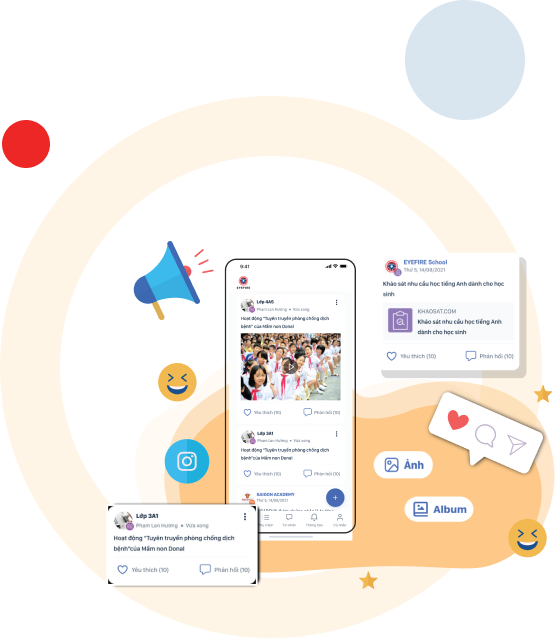 EYEFIRE School
Thứ 5, 14/08/2021
Khảo sát nhu cầu học tiếng Anh dành cho học
sinh
KHAOSAT.COM
Khảo sát nhu cầu học tiếng Anh
dành cho học sinh
Yêu thích (10)
Phản hồi (10)
9:41
EYEFIRE
Lớp 4A5
Phạm Lan Hương • Vừa xong
Hoạt động "Tuyên truyền phòng chống dịch
bệnh" của Mầm non Donal
Yêu thích (10)
Phản hồi (10)
Lớp 3A1
Phạm Lan Hương • Vừa xong
Hoạt động "Tuyên truyền phòng chống dịch
bệnh"của Mầm non Donal
Yêu thích (10)
Phản hồi (10)
SAIGON ACADEMY
Thứ 5, 14/08/2021
Tin nhắn
Thông báo
Cá nhân
Ảnh
Album
Lớp 3A1
Phạm Lan Hương • Vừa xong
Hoạt động "Tuyên truyền phòng chống dịch
bệnh"của Mầm non Donal
Yêu thích (10)
Phản hồi (10)